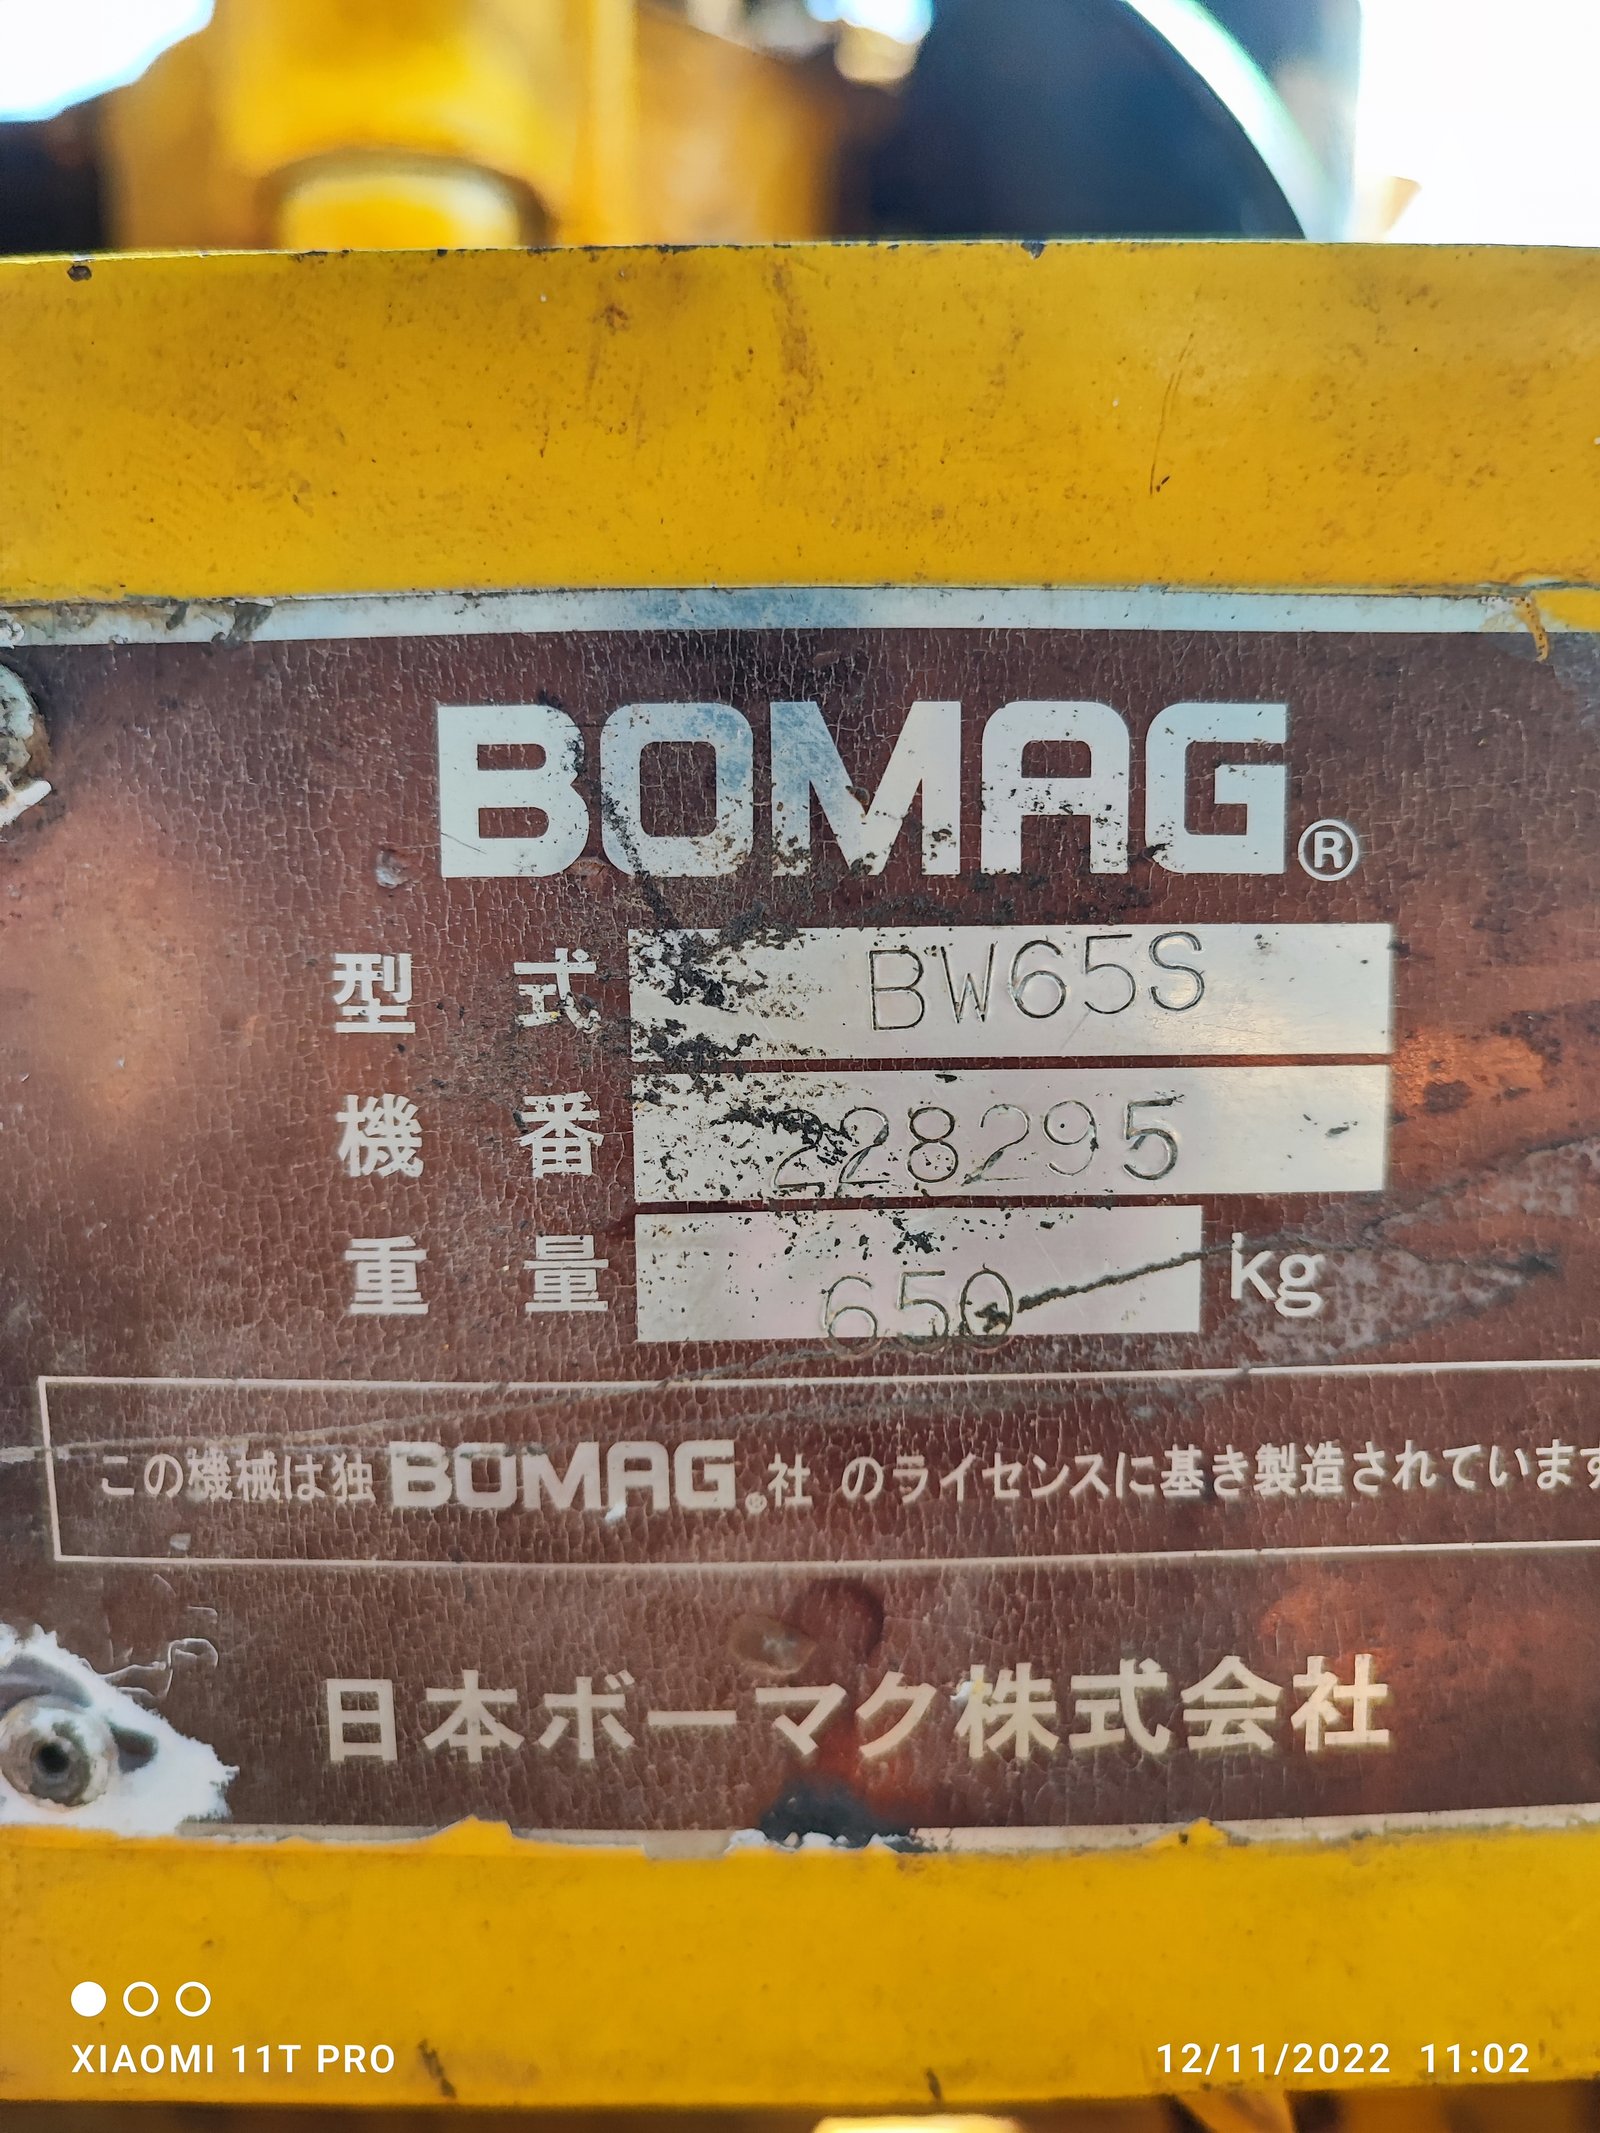 BOMAG®
型 式 BW65S
機 番 228295
重 量 650 kg
この機械は独 BOMAG® 社 のライセンスに基き製造されています
日本ボーマク株式会社
XIAOMI 11T PRO 12/11/2022 11:02